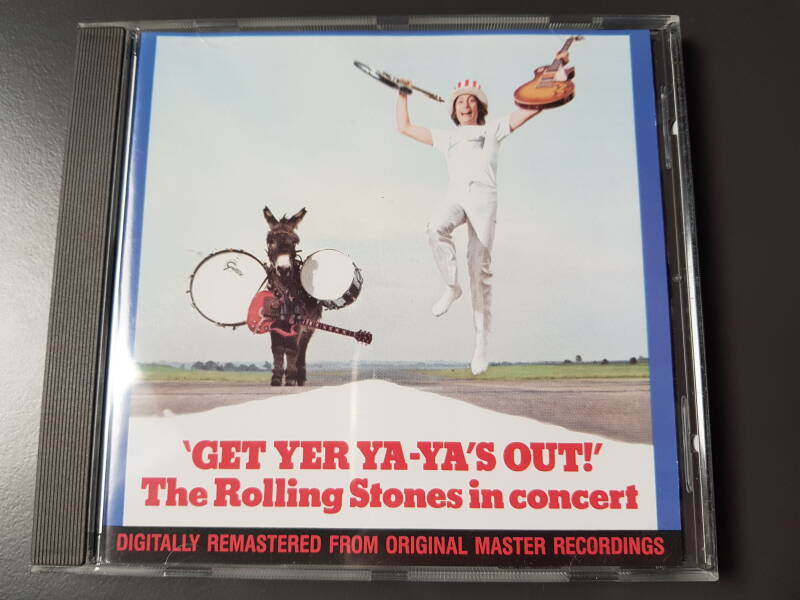 ‘GET YER YA-YA’S OUT!’
The Rolling Stones in concert
DIGITALLY REMASTERED FROM ORIGINAL MASTER RECORDINGS